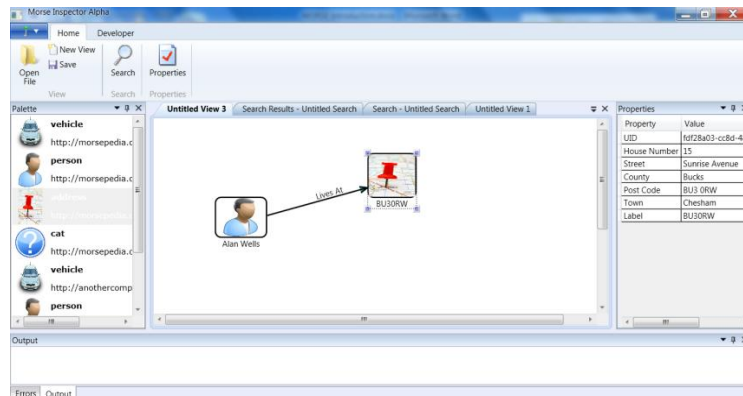 Morse Inspector Alpha
Home Developer
New View
Save
Open File
Search
Properties
View Search Properties
Palette
vehicle
http://morsepedia.c
person
http://morsepedia.c
cat
http://morsepedia.c
vehicle
http://anothercomp
person
Untitled View 3 Search Results - Untitled Search Search - Untitled Search Untitled View 1
Lives At
BU30RW
Alan Wells
Properties
Property Value
UID fdf28a03-cc8d-4
House Number 15
Street Sunrise Avenue
County Bucks
Post Code BU3 0RW
Town Chesham
Label BU30RW
Output
Errors Output